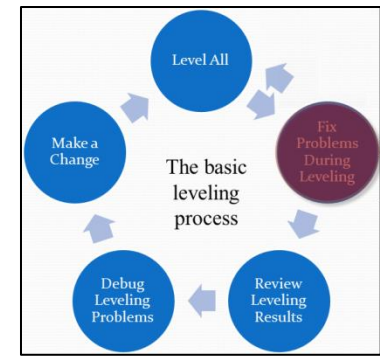 Level All
Fix
Problems
During
Leveling
Make a
Change
The basic
leveling
process
Debug
Leveling
Problems
Review
Leveling
Results